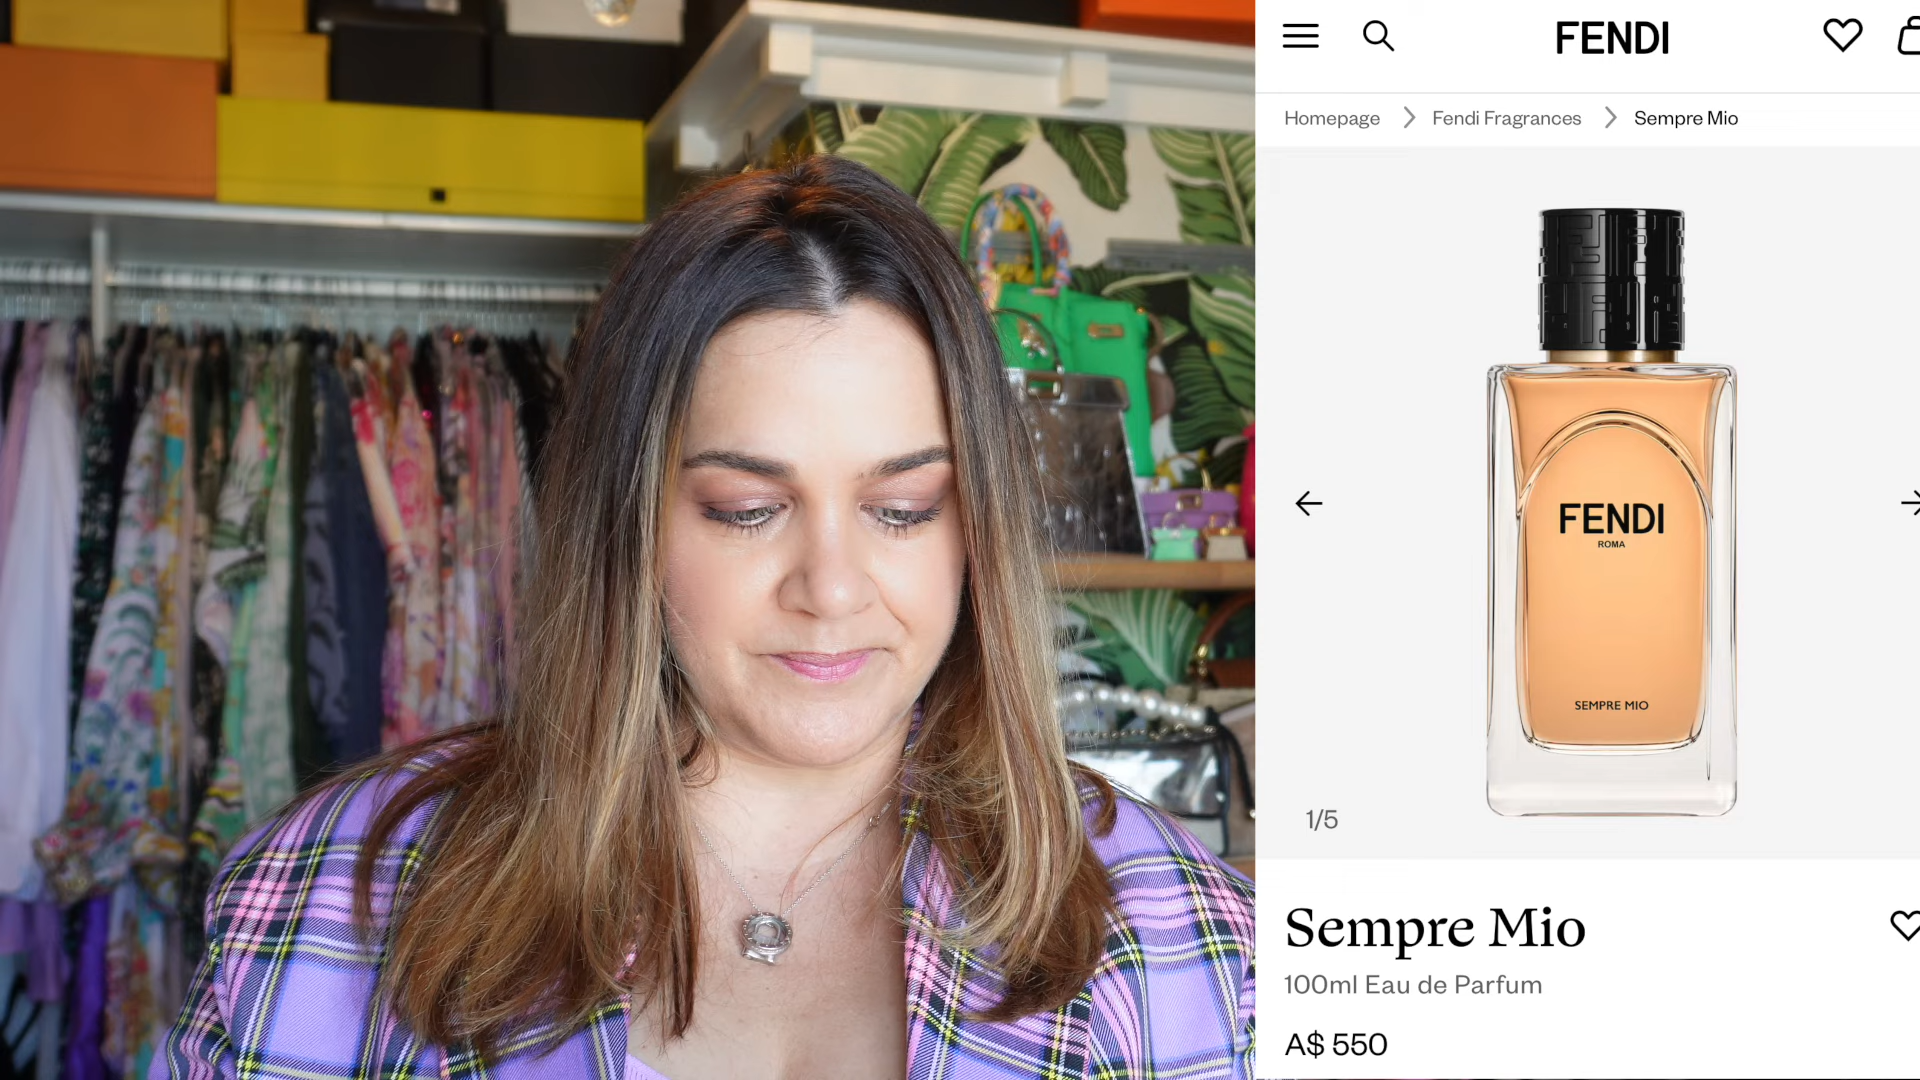 FENDI
Homepage > Fendi Fragrances > Sempre Mio
FENDI
ROMA
SEMPRE MIO
1/5
Sempre Mio
100ml Eau de Parfum
A$ 550